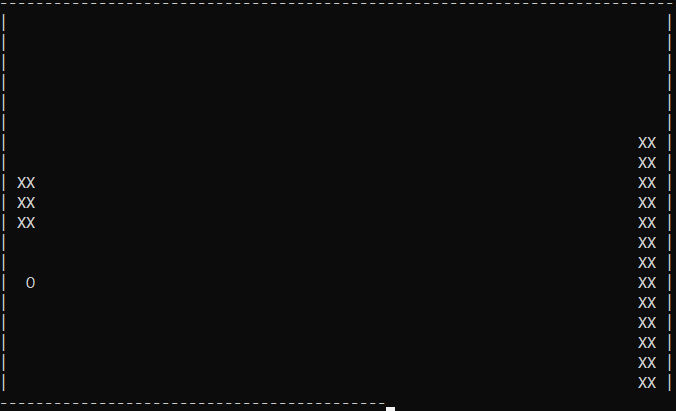 ---------------------------------------------------------------------------
|                                                                         |
|                                                                         |
|                                                                         |
|                                                                         |
|                                                                         |
|                                                                         |
|                                                                      XX |
|                                                                      XX |
| XX                                                                   XX |
| XX                                                                   XX |
| XX                                                                   XX |
|                                                                      XX |
|                                                                      XX |
|  O                                                                   XX |
|                                                                      XX |
|                                                                      XX |
|                                                                      XX |
|                                                                      XX |
|                                                                      XX |
-------------------------------------------